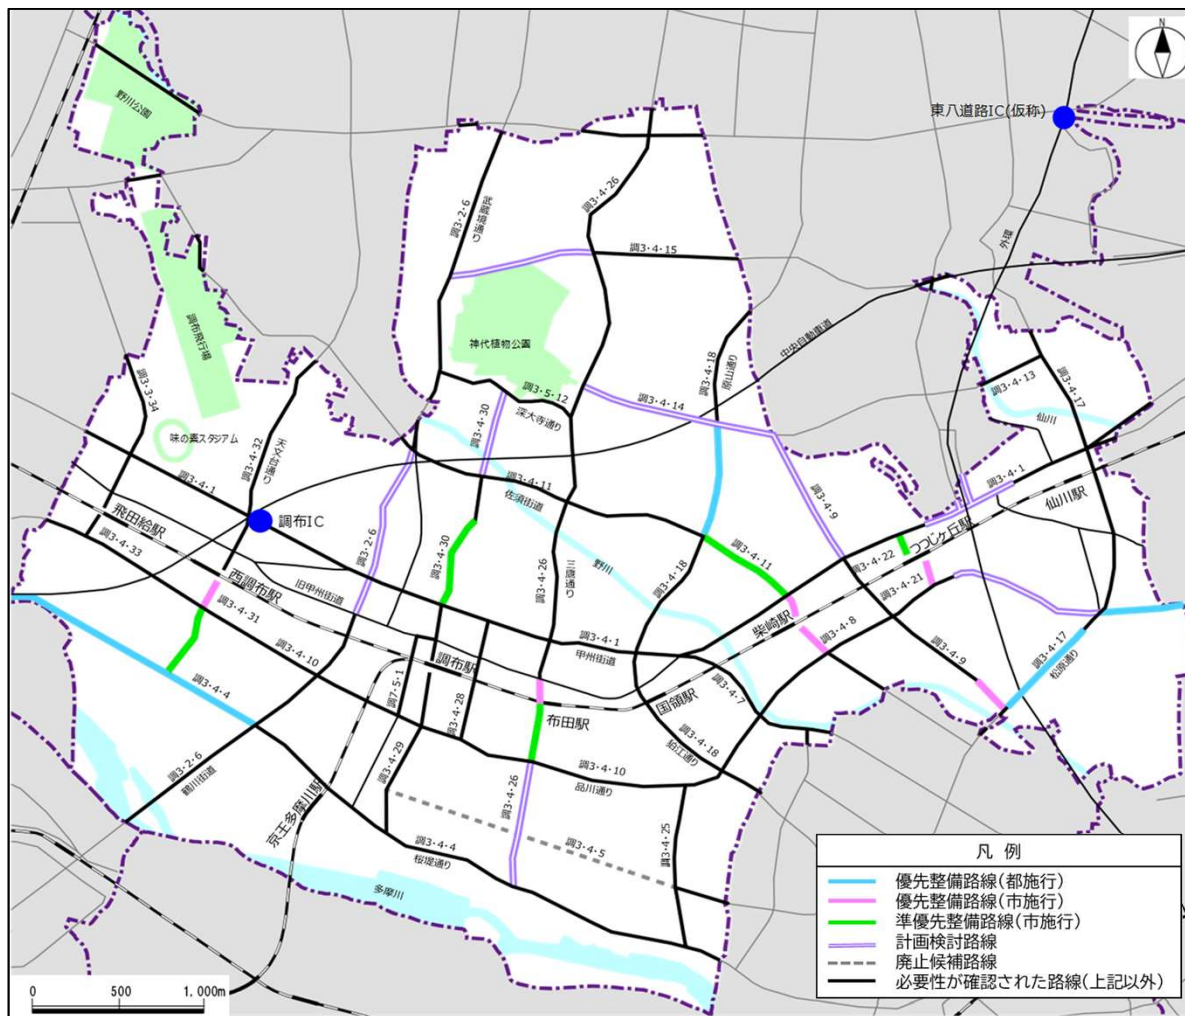 N
野川公園
東八道路IC(仮称)
調3・2・6
武蔵境通り
調3・4・26
外環
調3・4・15
調布飛行場
神代植物公園
中央自動車道
調3・4・18
原山通り
調3・3・34
調3・5・12
深大寺通り
調3・4・14
調3・4・13
調3・4・17
仙川
味の素スタジアム
調3・4・32
天文台通り
調3・4・30
調3・4・1
調3・4・11
佐須街道
調3・4・9
調3・4・1
仙川駅
飛田給駅
調布IC
調3・4・33
調3・2・6
調3・4・30
調3・4・26
三鷹通り
野川
調3・4・18
調3・4・11
調3・4・22
つつじヶ丘駅
調3・4・21
西調布駅
旧甲州街道
調3・4・31
調3・4・10
調3・4・1
甲州街道
柴崎駅
調3・4・8
調3・4・17
松原通り
調3・4・9
調布駅
調7・5・1
調3・4・28
布田駅
国領駅
調3・4・7
調3・4・18
狛江通り
調3・4・4
調3・2・6
鶴川街道
調3・4・29
調3・4・10
品川通り
京王多摩川駅
調3・4・26
調3・4・5
調3・4・25
調3・4・4
桜堤通り
多摩川
凡 例
優先整備路線(都施行)
優先整備路線(市施行)
準優先整備路線(市施行)
計画検討路線
廃止候補路線
必要性が確認された路線(上記以外)
0 500 1,000m